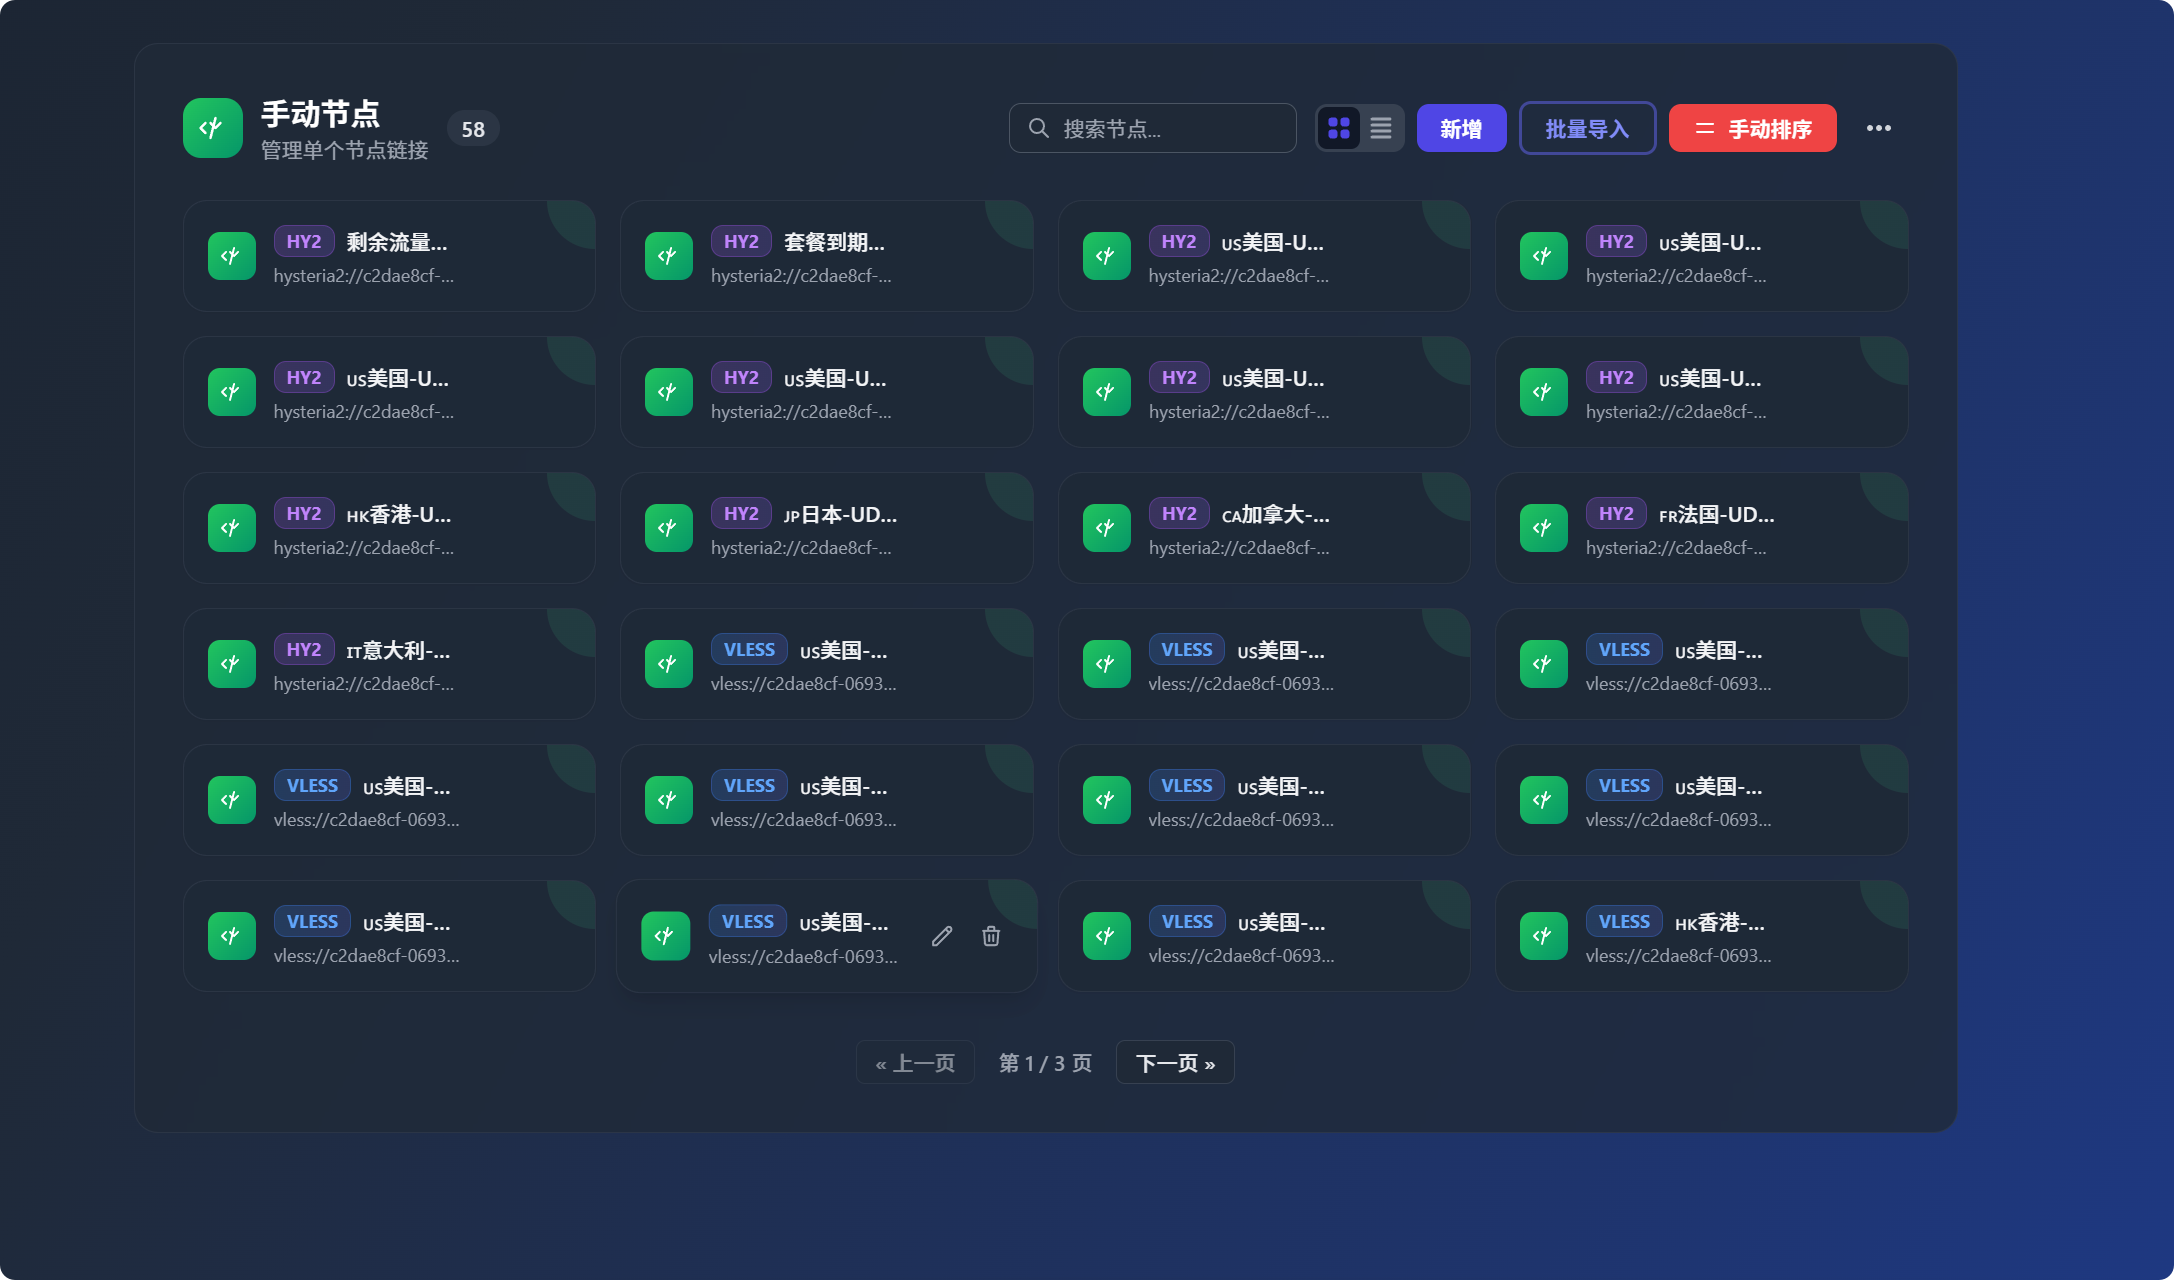 手动节点
管理单个节点链接
58
搜索节点...
新增
批量导入
手动排序
HY2 剩余流量...
hysteria2://c2dae8cf-...
HY2 套餐到期...
hysteria2://c2dae8cf-...
HY2 US美国-U...
hysteria2://c2dae8cf-...
HY2 US美国-U...
hysteria2://c2dae8cf-...
HY2 US美国-U...
hysteria2://c2dae8cf-...
HY2 US美国-U...
hysteria2://c2dae8cf-...
HY2 US美国-U...
hysteria2://c2dae8cf-...
HY2 US美国-U...
hysteria2://c2dae8cf-...
HY2 HK香港-U...
hysteria2://c2dae8cf-...
HY2 JP日本-UD...
hysteria2://c2dae8cf-...
HY2 CA加拿大-...
hysteria2://c2dae8cf-...
HY2 FR法国-UD...
hysteria2://c2dae8cf-...
HY2 IT意大利-...
hysteria2://c2dae8cf-...
VLESS US美国-...
vless://c2dae8cf-0693...
VLESS US美国-...
vless://c2dae8cf-0693...
VLESS US美国-...
vless://c2dae8cf-0693...
VLESS US美国-...
vless://c2dae8cf-0693...
VLESS US美国-...
vless://c2dae8cf-0693...
VLESS US美国-...
vless://c2dae8cf-0693...
VLESS US美国-...
vless://c2dae8cf-0693...
VLESS US美国-...
vless://c2dae8cf-0693...
VLESS US美国-...
vless://c2dae8cf-0693...
VLESS US美国-...
vless://c2dae8cf-0693...
VLESS HK香港-...
vless://c2dae8cf-0693...
« 上一页
第 1 / 3 页
下一页 »